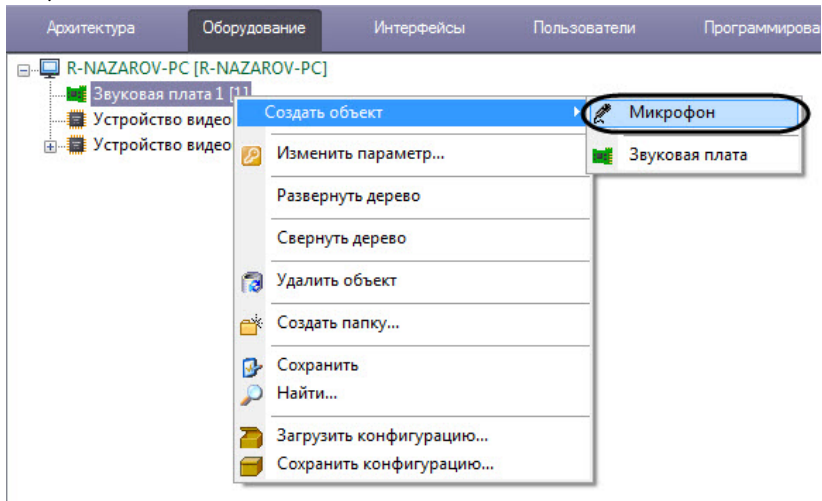 Архитектура Оборудование Интерфейсы Пользователи Программирова
R-NAZAROV-PC [R-NAZAROV-PC]
Звуковая плата 1 [1]
Устройство видео
Устройство видео
Создать объект
Изменить параметр...
Развернуть дерево
Свернуть дерево
Удалить объект
Создать папку...
Сохранить
Найти...
Загрузить конфигурацию...
Сохранить конфигурацию...
Микрофон
Звуковая плата